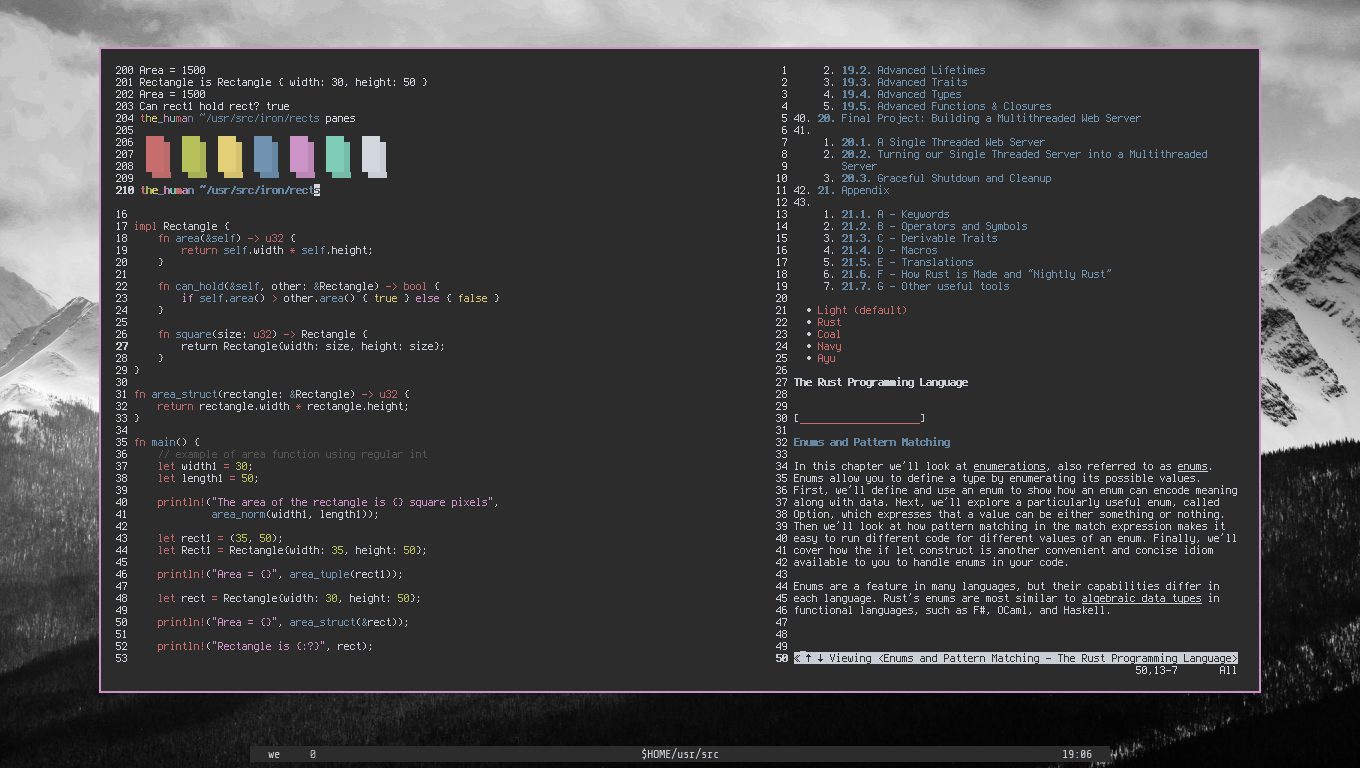 200 Area = 1500
201 Rectangle is Rectangle { width: 30, height: 50 }
202 Area = 1500
203 Can rect1 hold rect? true
204 the_human ~/usr/src/iron/rects panes
205
206
207
208
209
210 the_human ~/usr/src/iron/rects
16
17 impl Rectangle {
18     fn area(&self) -> u32 {
19         return self.width * self.height;
20     }
21
22     fn can_hold(&self, other: &Rectangle) -> bool {
23         if self.area() > other.area() { true } else { false }
24     }
25
26     fn square(size: u32) -> Rectangle {
27         return Rectangle{width: size, height: size};
28     }
29 }
30
31 fn area_struct(rectangle: &Rectangle) -> u32 {
32     return rectangle.width * rectangle.height;
33 }
34
35 fn main() {
36     // example of area function using regular int
37     let width1 = 30;
38     let length1 = 50;
39
40     println!("The area of the rectangle is {} square pixels",
41              area_norm(width1, length1));
42
43     let rect1 = (35, 50);
44     let Rect1 = Rectangle{width: 35, height: 50};
45
46     println!("Area = {}", area_tuple(rect1));
47
48     let rect = Rectangle{width: 30, height: 50};
49
50     println!("Area = {}", area_struct(&rect));
51
52     println!("Rectangle is {:?}", rect);
53
1      2. 19.2. Advanced Lifetimes
2      3. 19.3. Advanced Traits
3      4. 19.4. Advanced Types
4      5. 19.5. Advanced Functions & Closures
5 40. 20. Final Project: Building a Multithreaded Web Server
6 41.
7      1. 20.1. A Single Threaded Web Server
8      2. 20.2. Turning our Single Threaded Server into a Multithreaded
9         Server
10     3. 20.3. Graceful Shutdown and Cleanup
11 42. 21. Appendix
12 43.
13     1. 21.1. A - Keywords
14     2. 21.2. B - Operators and Symbols
15     3. 21.3. C - Derivable Traits
16     4. 21.4. D - Macros
17     5. 21.5. E - Translations
18     6. 21.6. F - How Rust is Made and “Nightly Rust”
19     7. 21.7. G - Other useful tools
20
21   • Light (default)
22   • Rust
23   • Coal
24   • Navy
25   • Ayu
26
27 The Rust Programming Language
28
29
30 [____________________]
31
32 Enums and Pattern Matching
33
34 In this chapter we’ll look at enumerations, also referred to as enums.
35 Enums allow you to define a type by enumerating its possible values.
36 First, we’ll define and use an enum to show how an enum can encode meaning
37 along with data. Next, we’ll explore a particularly useful enum, called
38 Option, which expresses that a value can be either something or nothing.
39 Then we’ll look at how pattern matching in the match expression makes it
40 easy to run different code for different values of an enum. Finally, we’ll
41 cover how the if let construct is another convenient and concise idiom
42 available to you to handle enums in your code.
43
44 Enums are a feature in many languages, but their capabilities differ in
45 each language. Rust’s enums are most similar to algebraic data types in
46 functional languages, such as F#, OCaml, and Haskell.
47
48
49
50 《 ↑ ↓ Viewing <Enums and Pattern Matching - The Rust Programming Language>
50,13-7 All
we 0 $HOME/usr/src 19:06